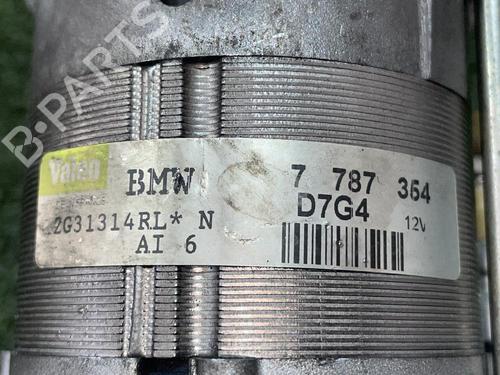 B-PARTS
Valeo
BMW
7 787 364
D7G4
12V
2G31314RL* N
AI 6